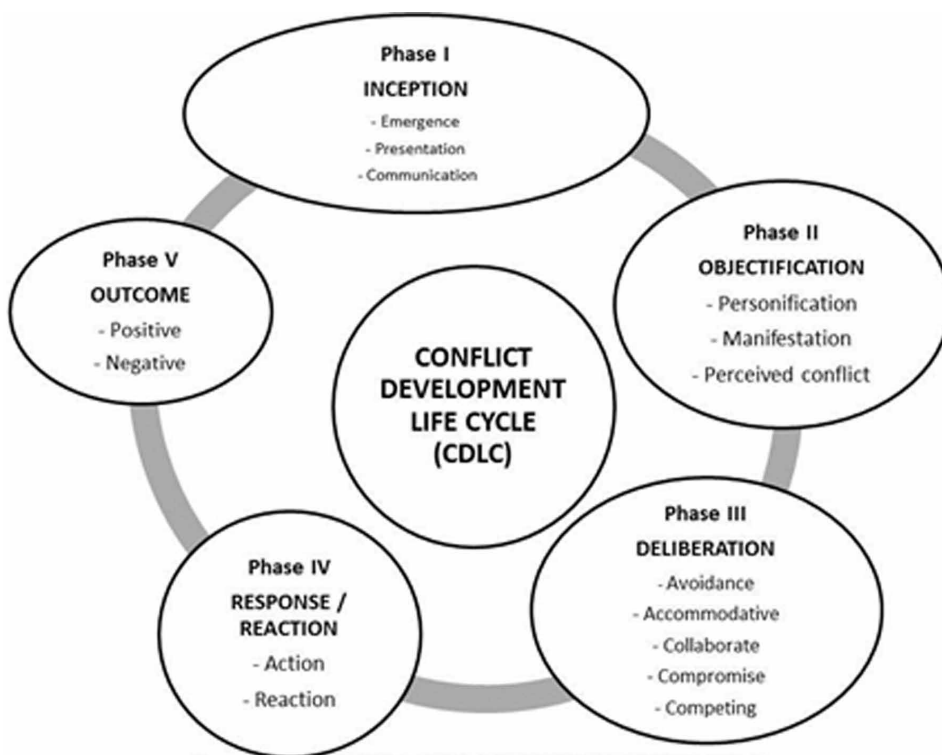 Phase I
INCEPTION
- Emergence
- Presentation
- Communication
Phase II
OBJECTIFICATION
- Personification
- Manifestation
- Perceived conflict
Phase III
DELIBERATION
- Avoidance
- Accommodative
- Collaborate
- Compromise
- Competing
Phase IV
RESPONSE /
REACTION
- Action
- Reaction
Phase V
OUTCOME
- Positive
- Negative
CONFLICT
DEVELOPMENT
LIFE CYCLE
(CDLC)